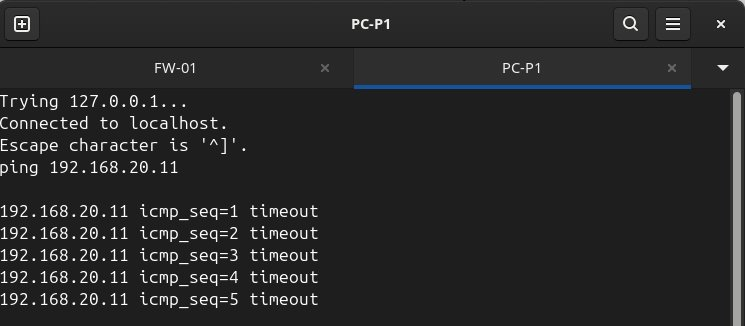 PC-P1
FW-01
PC-P1
Trying 127.0.0.1...
Connected to localhost.
Escape character is '^]'.
ping 192.168.20.11
192.168.20.11 icmp_seq=1 timeout
192.168.20.11 icmp_seq=2 timeout
192.168.20.11 icmp_seq=3 timeout
192.168.20.11 icmp_seq=4 timeout
192.168.20.11 icmp_seq=5 timeout